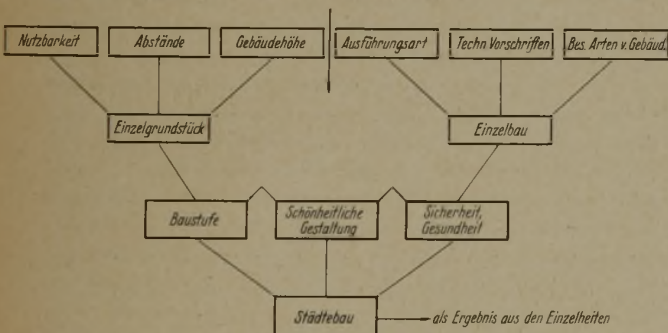 Nutzbarkeit
Abstände
Gebäudehöhe
Ausführungsart
Techn. Vorschriften
Bes. Arten v. Gebäud.
Einzelgrundstück
Einzelbau
Baustufe
Schönheitliche
Gestaltung
Sicherheit,
Gesundheit
Städtebau
als Ergebnis aus den Einzelheiten